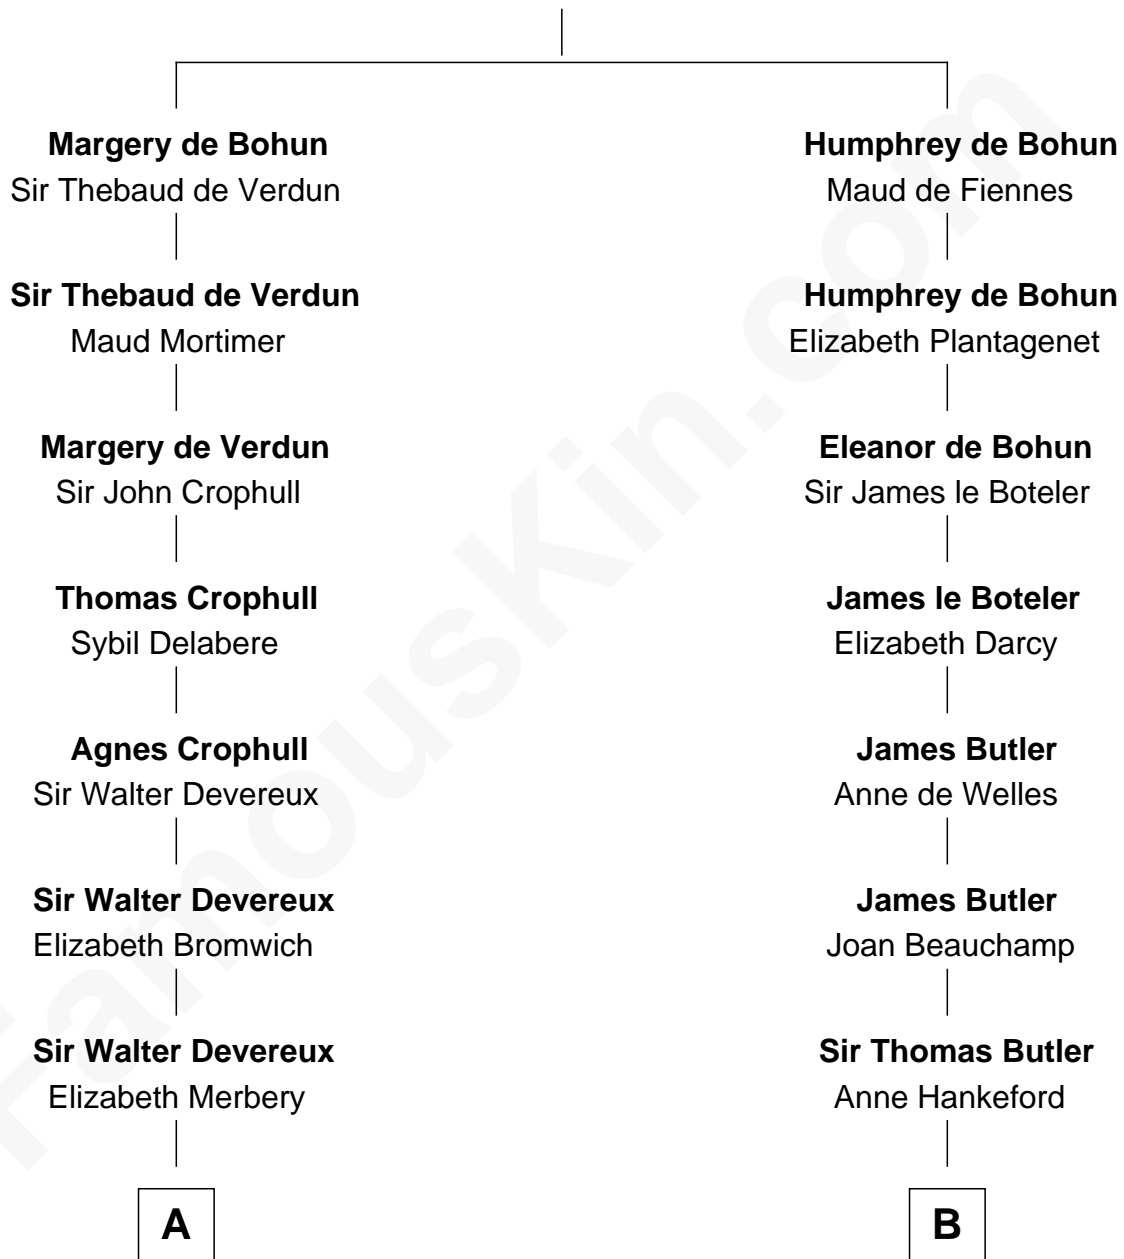 Margery de Bohun
Sir Thebaud de Verdun
Sir Thebaud de Verdun
Maud Mortimer
Margery de Verdun
Sir John Crophull
Thomas Crophull
Sybil Delabere
Agnes Crophull
Sir Walter Devereux
Sir Walter Devereux
Elizabeth Bromwich
Sir Walter Devereux
Elizabeth Merbery
A
Humphrey de Bohun
Maud de Fiennes
Humphrey de Bohun
Elizabeth Plantagenet
Eleanor de Bohun
Sir James le Boteler
James le Boteler
Elizabeth Darcy
James Butler
Anne de Welles
James Butler
Joan Beauchamp
Sir Thomas Butler
Anne Hankeford
B
FamousKin.com